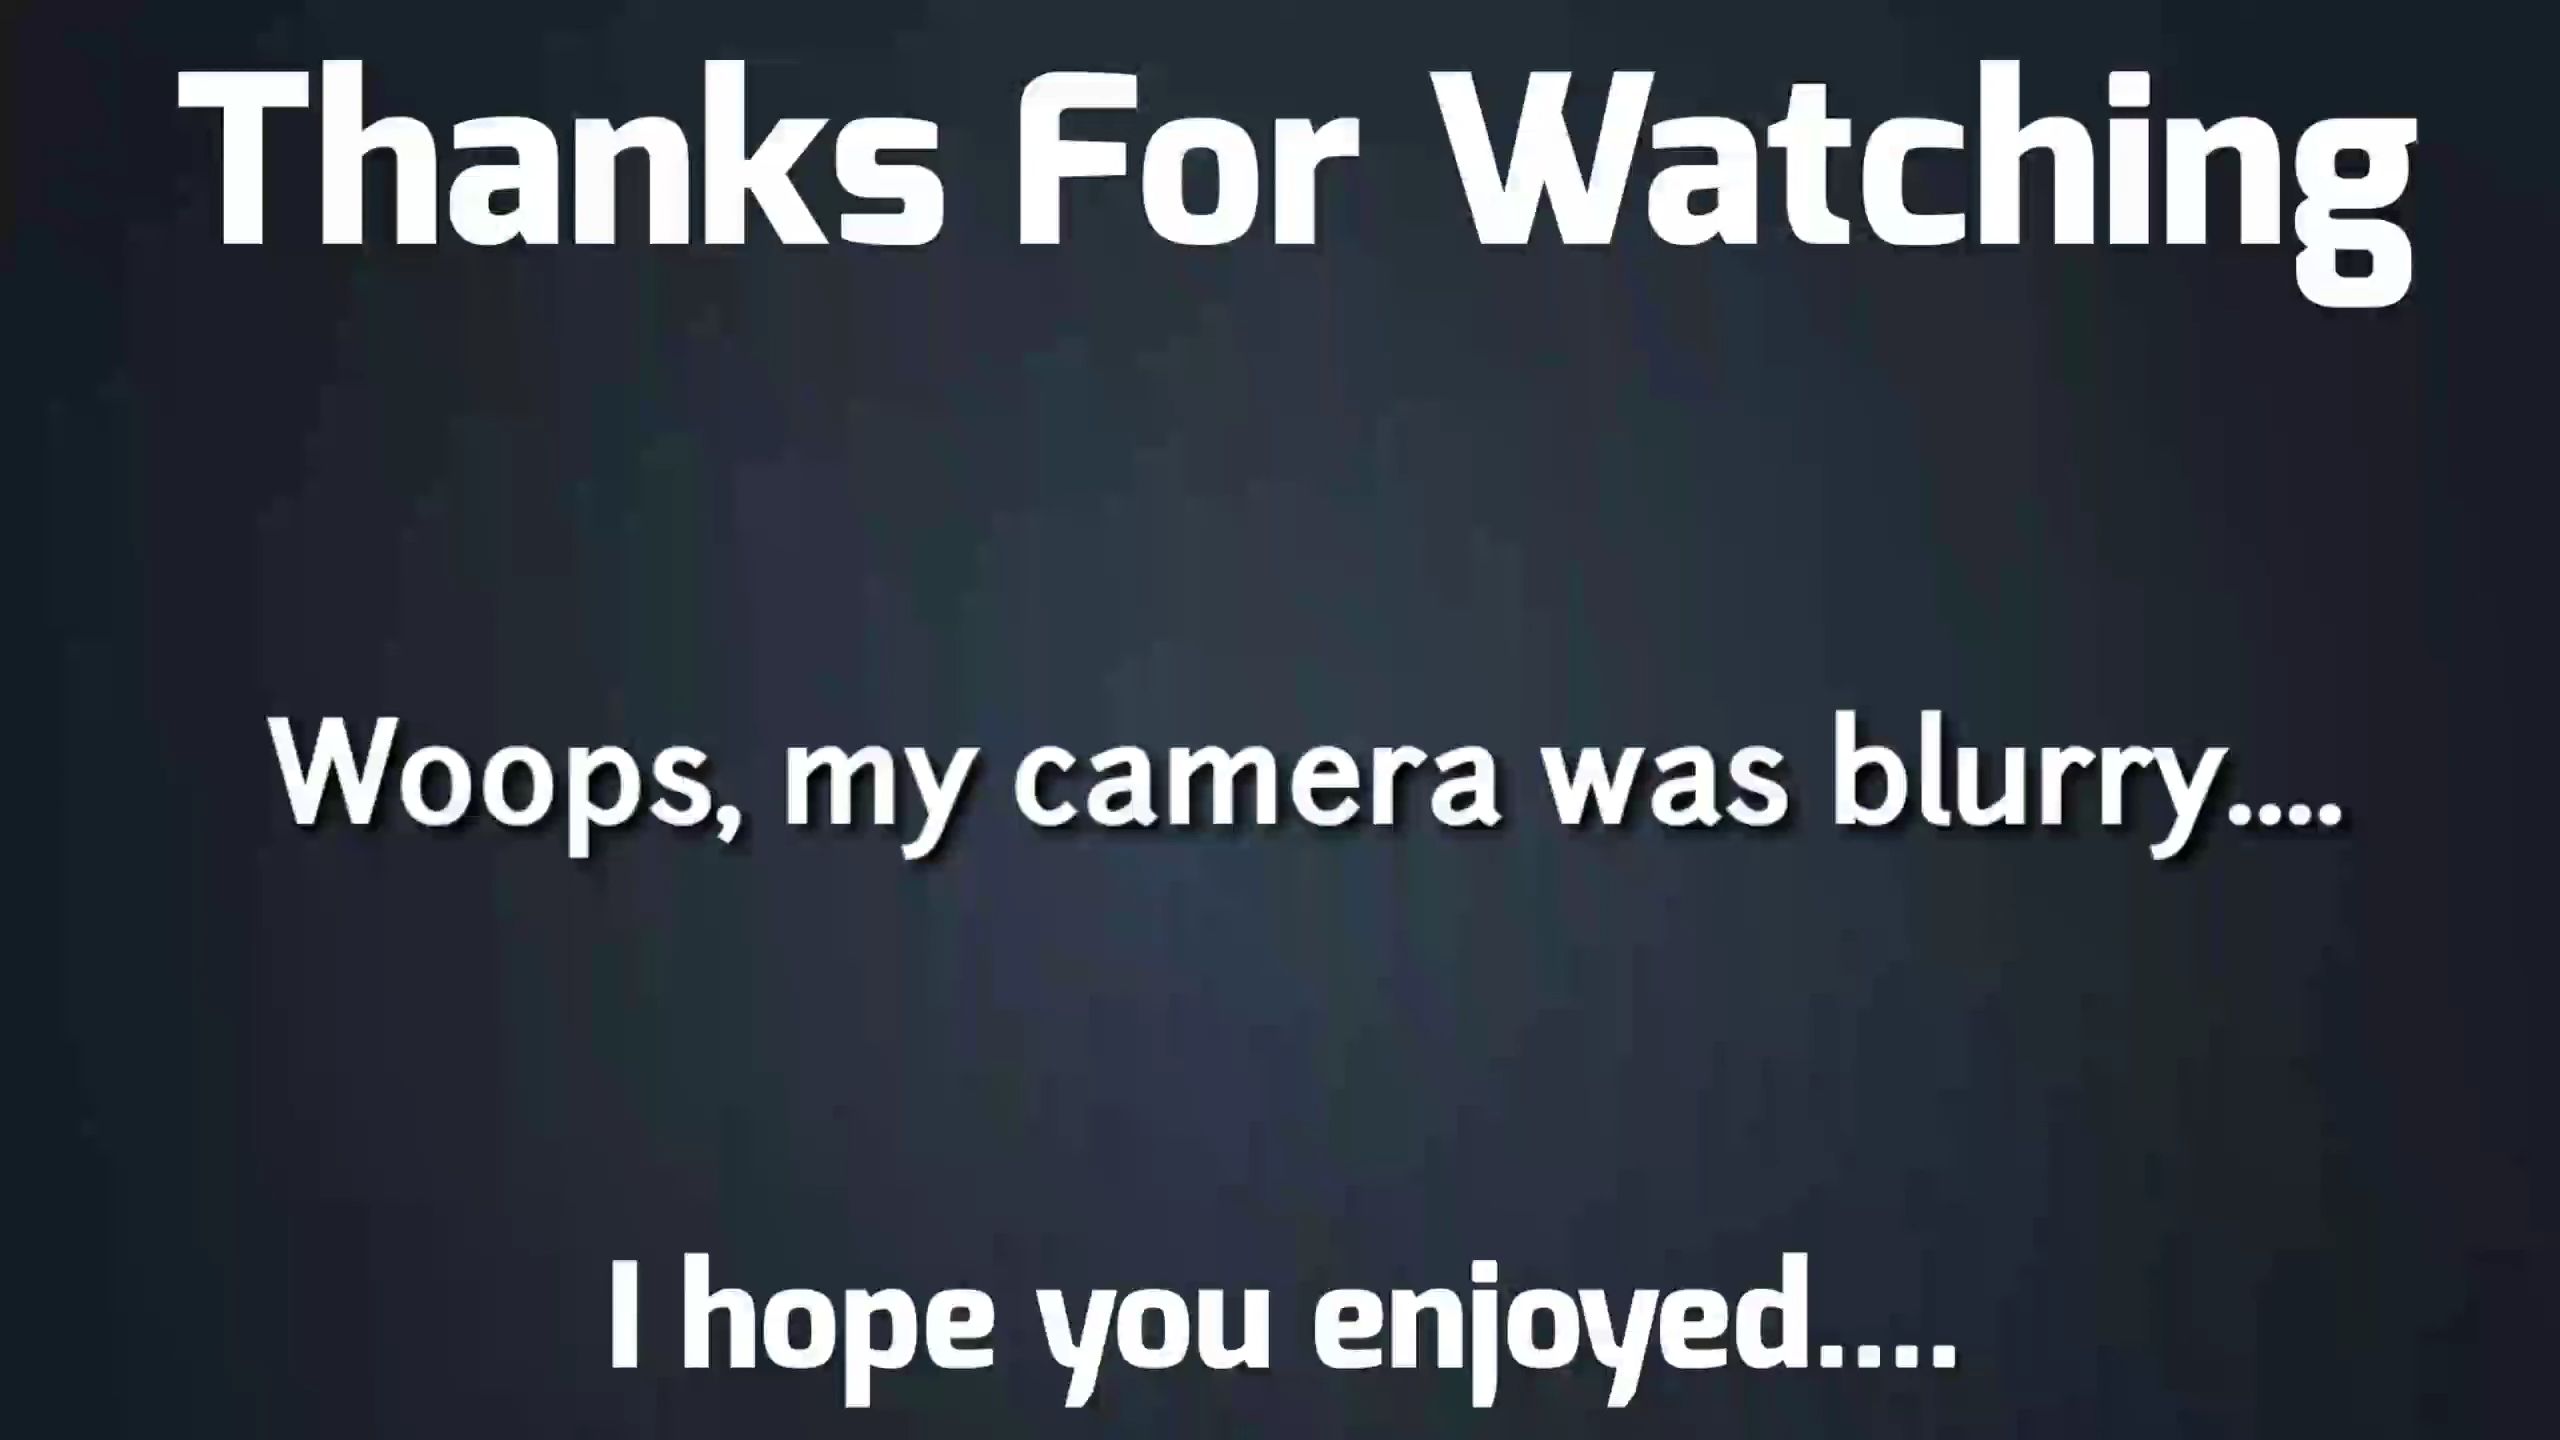 Thanks For Watching
Woops, my camera was blurry....
I hope you enjoyed....